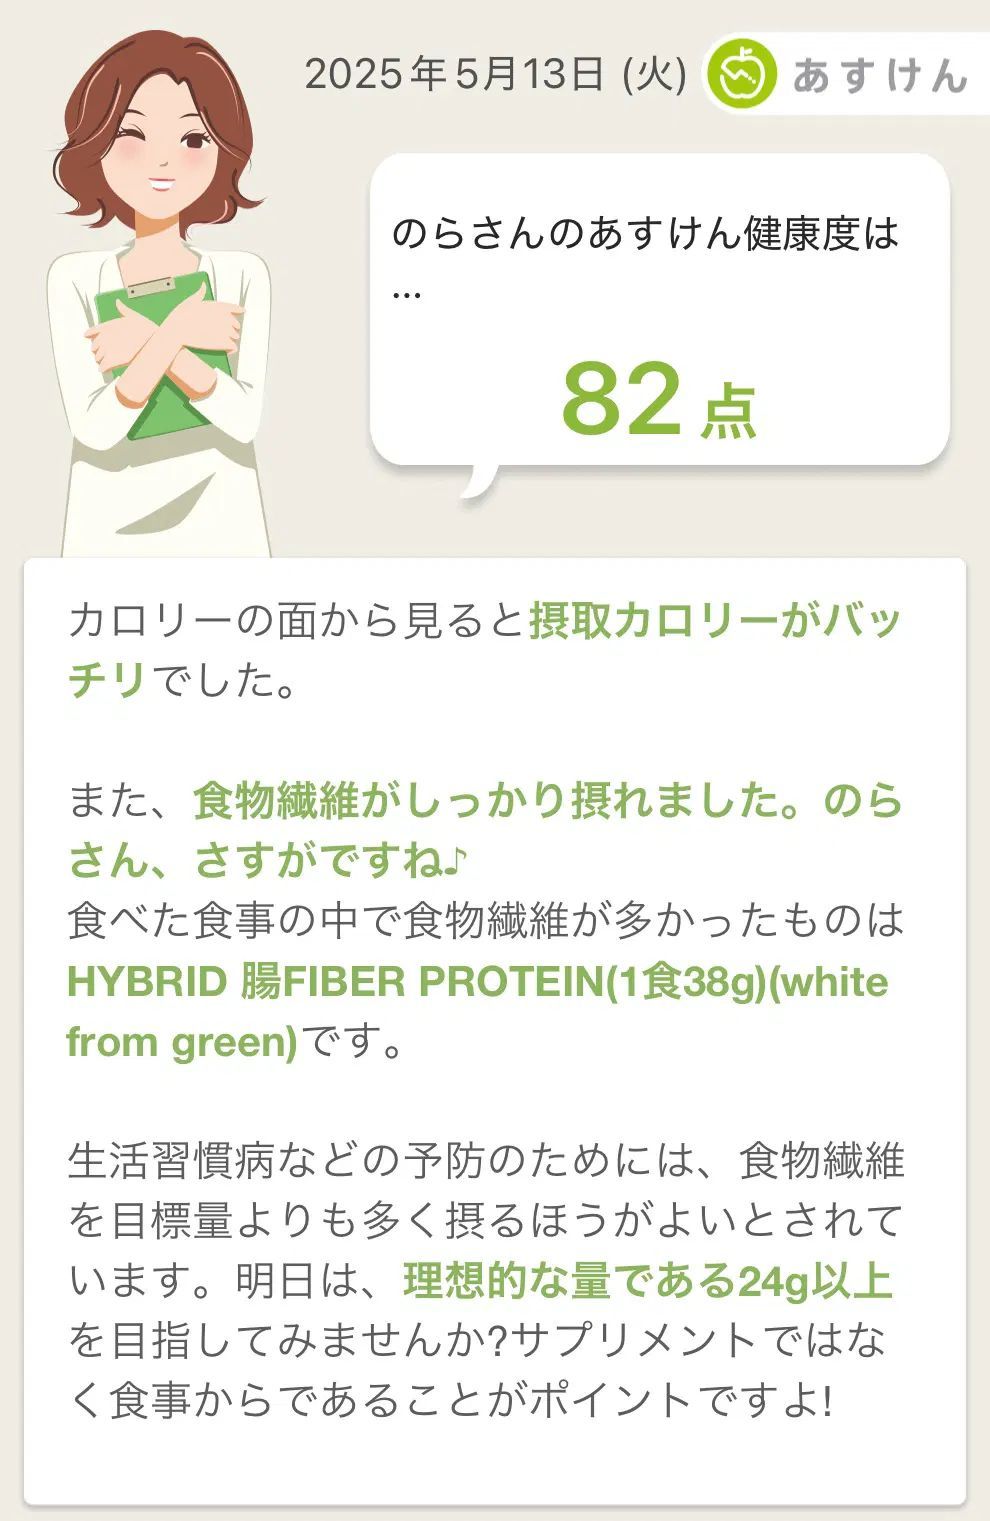 2025年5月13日 (火)
あすけん
のらさんのあすけん健康度は
...
82点
カロリーの面から見ると摂取カロリーがバッ
チリでした。
また、食物繊維がしっかり摂れました。のら
さん、さすがですね♪
食べた食事の中で食物繊維が多かったものは
HYBRID 腸FIBER PROTEIN(1食38g)(white
from green)です。
生活習慣病などの予防のためには、食物繊維
を目標量よりも多く摂るほうがよいとされて
います。明日は、理想的な量である24g以上
を目指してみませんか?サプリメントではな
く食事からであることがポイントですよ!